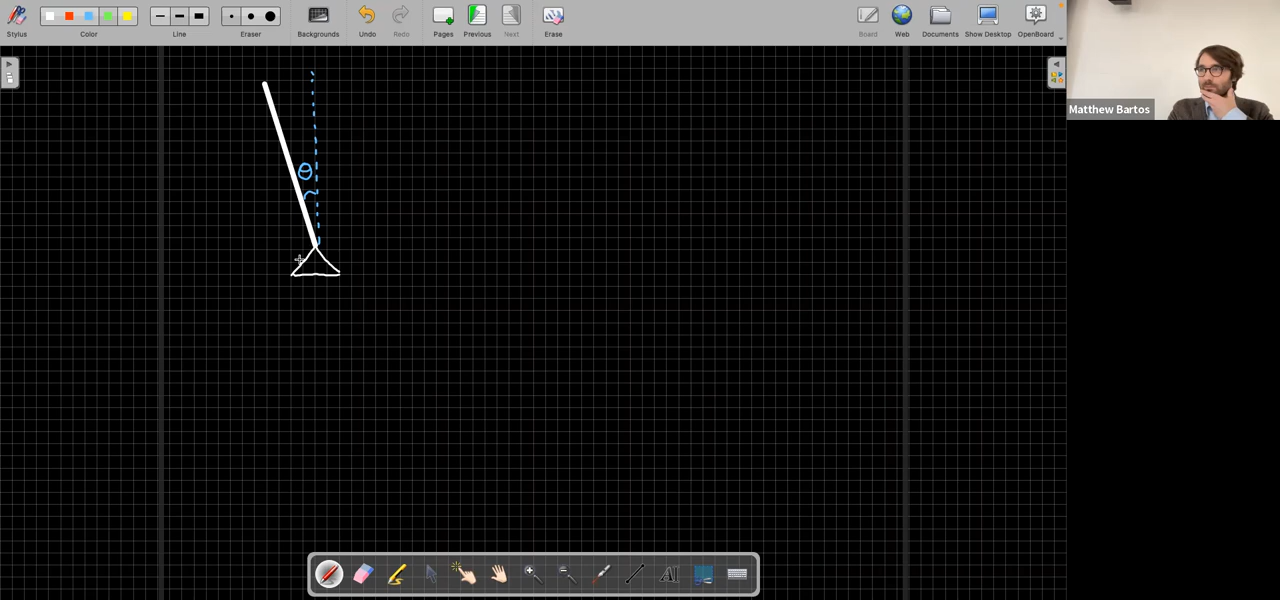 Stylus
Color
Line
Eraser
Backgrounds
Undo
Redo
Pages
Previous
Next
Erase
Board
Web
Documents
Show Desktop
OpenBoard
Matthew Bartos
θ
AI